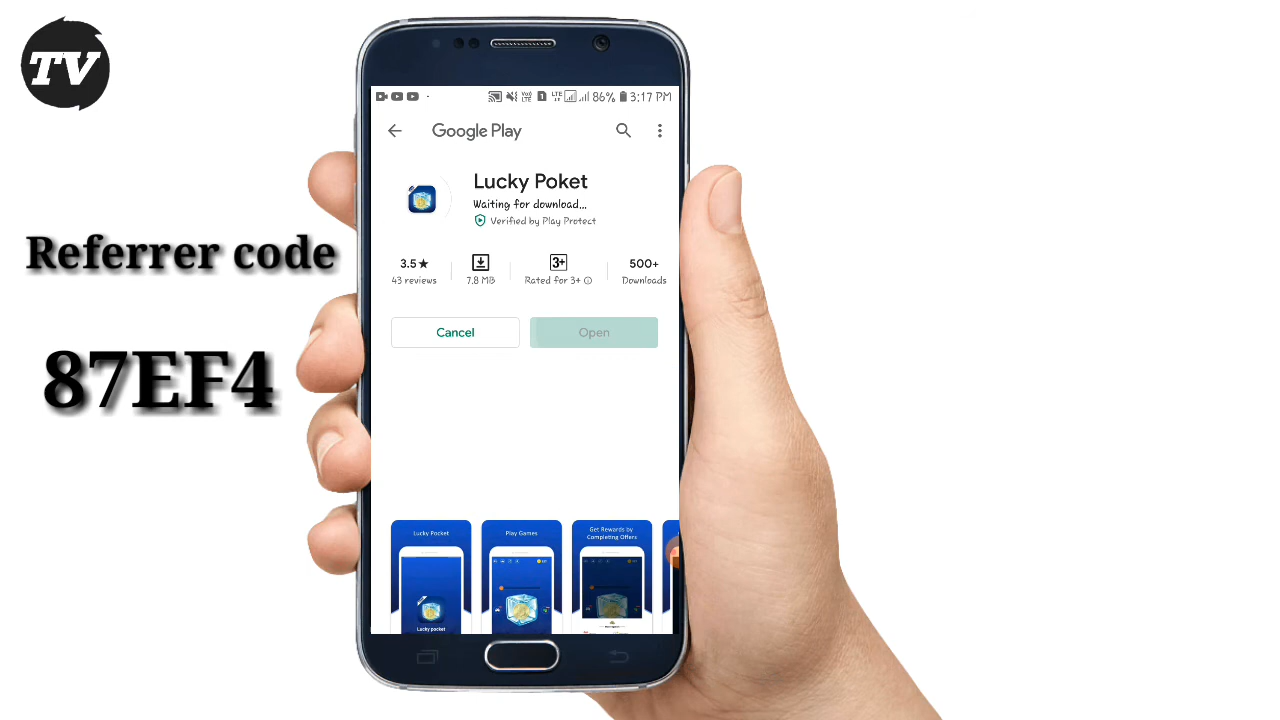 TV
Referrer code
87EF4
86% 3:17 PM
Google Play
Lucky Poket
Waiting for download...
Verified by Play Protect
3.5★ 3+ 500+
43 reviews 7.8 MB Rated for 3+ Downloads
Cancel Open
Lucky Pocket Play Games Get Rewards by
Completing Offers
Lucky pocket